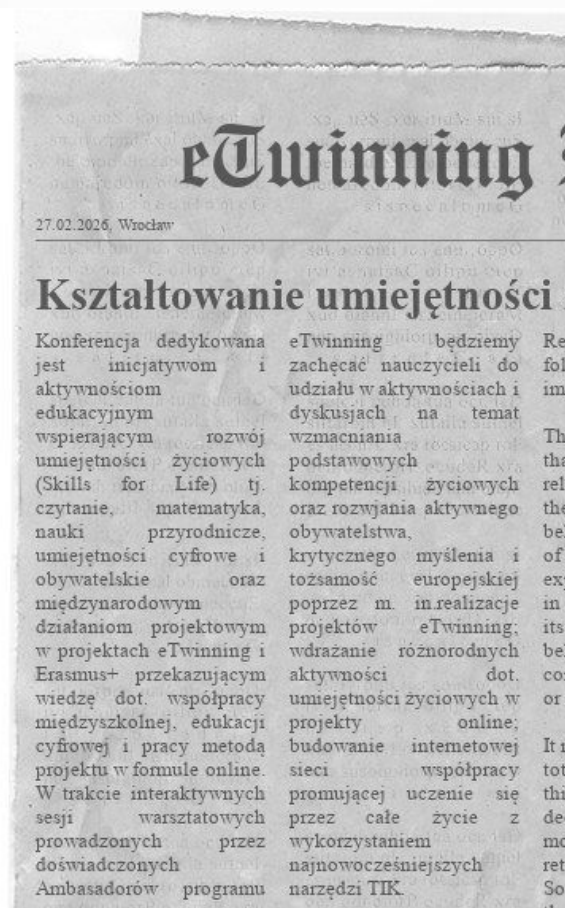 eTwinning
27.02.2026, Wrocław
Kształtowanie umiejętności
Konferencja dedykowana
jest inicjatywom i
aktywnościom
edukacyjnym
wspierającym rozwój
umiejętności życiowych
(Skills for Life) tj.
czytanie, matematyka,
nauki przyrodnicze,
umiejętności cyfrowe i
obywatelskie oraz
międzynarodowym
działaniom projektowym
w projektach eTwinning i
Erasmus+ przekazującym
wiedzę dot. współpracy
międzyszkolnej, edukacji
cyfrowej i pracy metodą
projektu w formule online.
W trakcie interaktywnych
sesji warsztatowych
prowadzonych przez
doświadczonych
Ambasadorów programu
eTwinning będziemy
zachęcać nauczycieli do
udziału w aktywnościach i
dyskusjach na temat
wzmacniania
podstawowych
kompetencji życiowych
oraz rozwjania aktywnego
obywatelstwa,
krytycznego myślenia i
tożsamość europejskiej
poprzez m. in.realizacje
projektów eTwinning;
wdrażanie różnorodnych
aktywności dot.
umiejętności życiowych w
projekty online;
budowanie internetowej
sieci współpracy
promującej uczenie się
przez całe życie z
wykorzystaniem
najnowocześniejszych
narzędzi TIK.